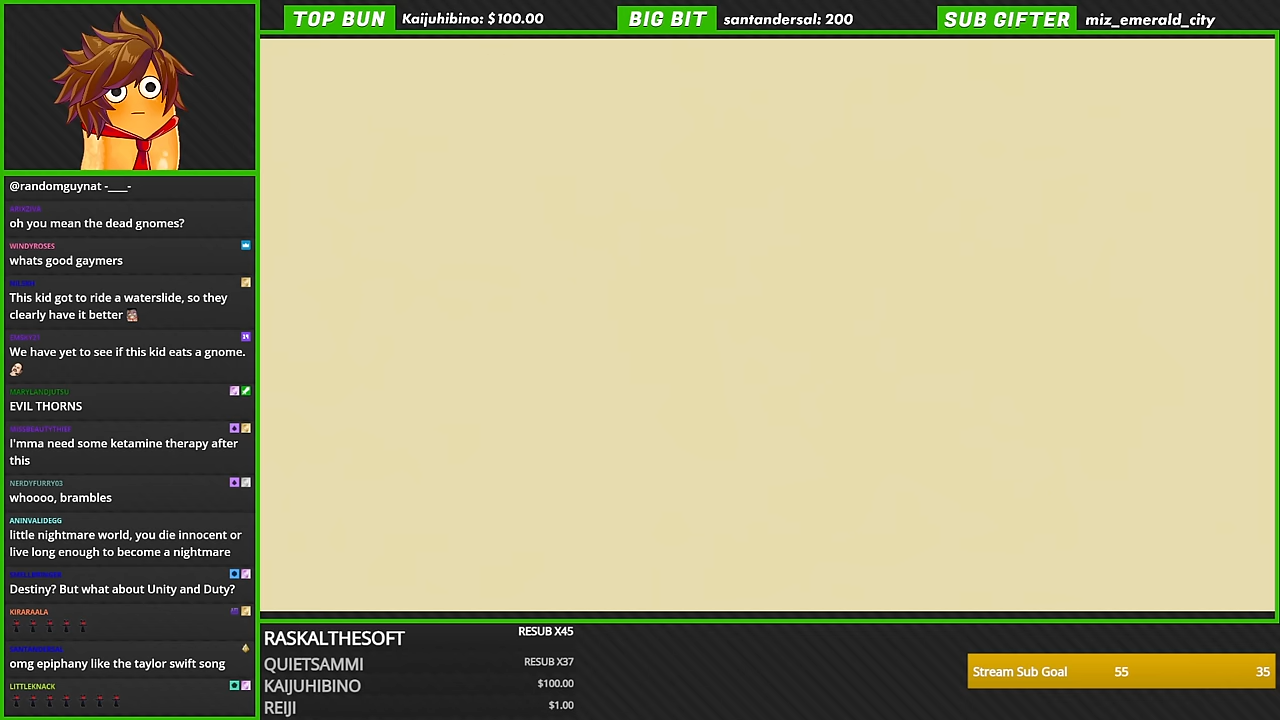 TOP BUN Kaijuhibino: $100.00 BIG BIT santandersal: 200 SUB GIFTER miz_emerald_city
@randomguynat -____-
oh you mean the dead gnomes?
WINDYROSES
whats good gaymers
This kid got to ride a waterslide, so they
clearly have it better
We have yet to see if this kid eats a gnome.
MARYLANDJUTSU
EVIL THORNS
MISSBEAUTYTHIEF
I'mma need some ketamine therapy after
this
NERDYFURRY03
whoooo, brambles
ANINVALIDEGG
little nightmare world, you die innocent or
live long enough to become a nightmare
Destiny? But what about Unity and Duty?
KIRARAALA
SANTANDERSAL
omg epiphany like the taylor swift song
LITTLEKNACK
RASKALTHESOFT RESUB X45
QUIETSAMMI RESUB X37
KAIJUHIBINO $100.00
REIJI $1.00
Stream Sub Goal 55 35